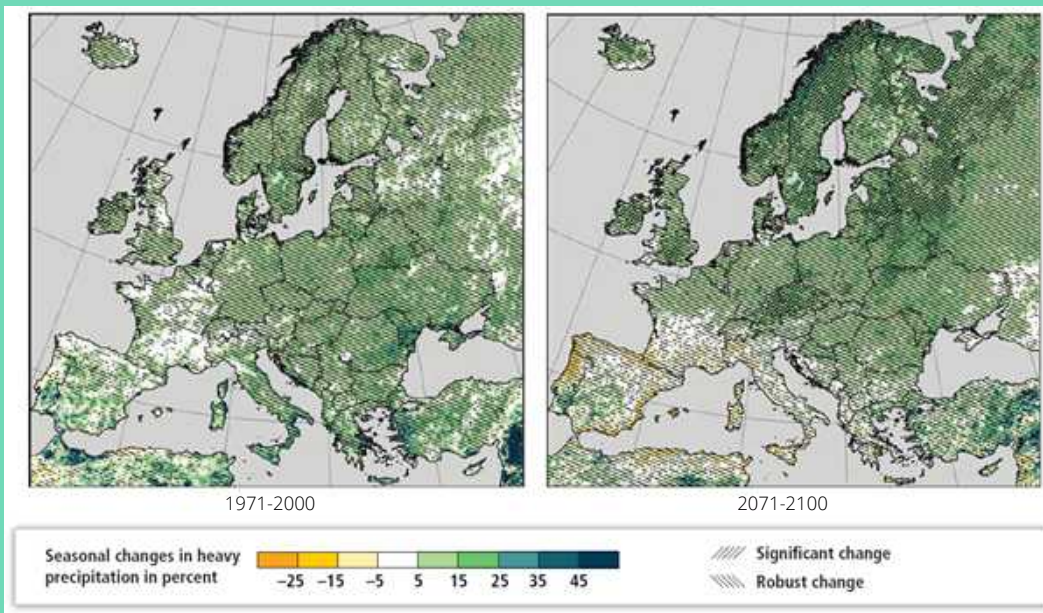 1971-2000
2071-2100
Seasonal changes in heavy
precipitation in percent
−25 −15 −5 5 15 25 35 45
Significant change
Robust change